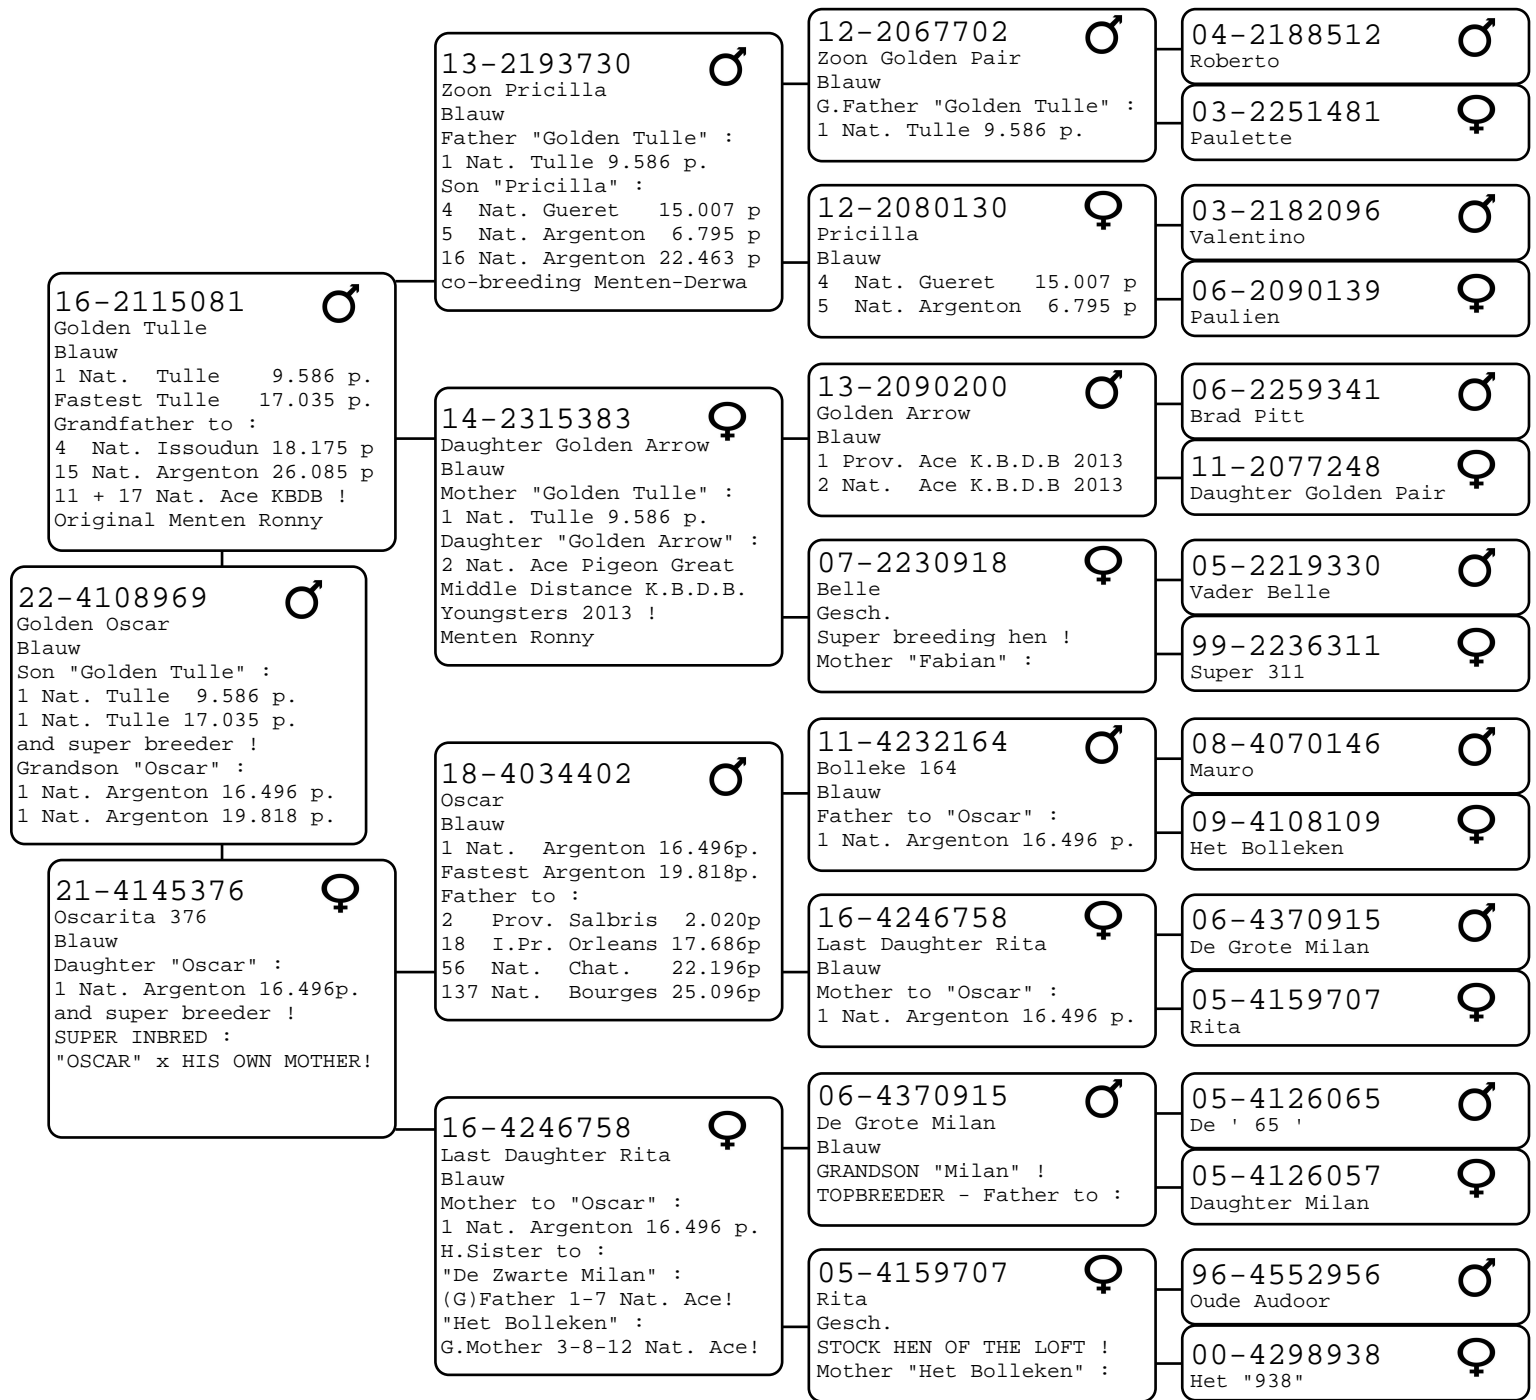 22-4108969
Golden Oscar
Blauw
Son "Golden Tulle" :
1 Nat. Tulle  9.586 p.
1 Nat. Tulle 17.035 p.
and super breeder !
Grandson "Oscar" :
1 Nat. Argenton 16.496 p.
1 Nat. Argenton 19.818 p.
16-2115081
Golden Tulle
Blauw
1 Nat.  Tulle    9.586 p.
Fastest Tulle   17.035 p.
Grandfather to :
4  Nat. Issoudun 18.175 p
15 Nat. Argenton 26.085 p
11 + 17 Nat. Ace KBDB !
Original Menten Ronny
21-4145376
Oscarita 376
Blauw
Daughter "Oscar" :
1 Nat. Argenton 16.496p.
and super breeder !
SUPER INBRED :
"OSCAR" x HIS OWN MOTHER!
13-2193730
Zoon Pricilla
Blauw
Father "Golden Tulle" :
1 Nat. Tulle 9.586 p.
Son "Pricilla" :
4  Nat. Gueret   15.007 p
5  Nat. Argenton  6.795 p
16 Nat. Argenton 22.463 p
co-breeding Menten-Derwa
14-2315383
Daughter Golden Arrow
Blauw
Mother "Golden Tulle" :
1 Nat. Tulle 9.586 p.
Daughter "Golden Arrow" :
2 Nat. Ace Pigeon Great
Middle Distance K.B.D.B.
Youngsters 2013 !
Menten Ronny
18-4034402
Oscar
Blauw
1 Nat.  Argenton 16.496p.
Fastest Argenton 19.818p.
Father to :
2   Prov. Salbris  2.020p
18  I.Pr. Orleans 17.686p
56  Nat.  Chat.   22.196p
137 Nat.  Bourges 25.096p
16-4246758
Last Daughter Rita
Blauw
Mother to "Oscar" :
1 Nat. Argenton 16.496 p.
H.Sister to :
"De Zwarte Milan" :
(G)Father 1-7 Nat. Ace!
"Het Bolleken" :
G.Mother 3-8-12 Nat. Ace!
12-2067702
Zoon Golden Pair
Blauw
G.Father "Golden Tulle" :
1 Nat. Tulle 9.586 p.
12-2080130
Pricilla
Blauw
4  Nat. Gueret   15.007 p
5  Nat. Argenton  6.795 p
13-2090200
Golden Arrow
Blauw
1 Prov. Ace K.B.D.B 2013
2 Nat.  Ace K.B.D.B 2013
07-2230918
Belle
Gesch.
Super breeding hen !
Mother "Fabian" :
11-4232164
Bolleke 164
Blauw
Father to "Oscar" :
1 Nat. Argenton 16.496 p.
16-4246758
Last Daughter Rita
Blauw
Mother to "Oscar" :
1 Nat. Argenton 16.496 p.
06-4370915
De Grote Milan
Blauw
GRANDSON "Milan" !
TOPBREEDER - Father to :
05-4159707
Rita
Gesch.
STOCK HEN OF THE LOFT !
Mother "Het Bolleken" :
04-2188512
Roberto
03-2251481
Paulette
03-2182096
Valentino
06-2090139
Paulien
06-2259341
Brad Pitt
11-2077248
Daughter Golden Pair
05-2219330
Vader Belle
99-2236311
Super 311
08-4070146
Mauro
09-4108109
Het Bolleken
06-4370915
De Grote Milan
05-4159707
Rita
05-4126065
De ' 65 '
05-4126057
Daughter Milan
96-4552956
Oude Audoor
00-4298938
Het "938"